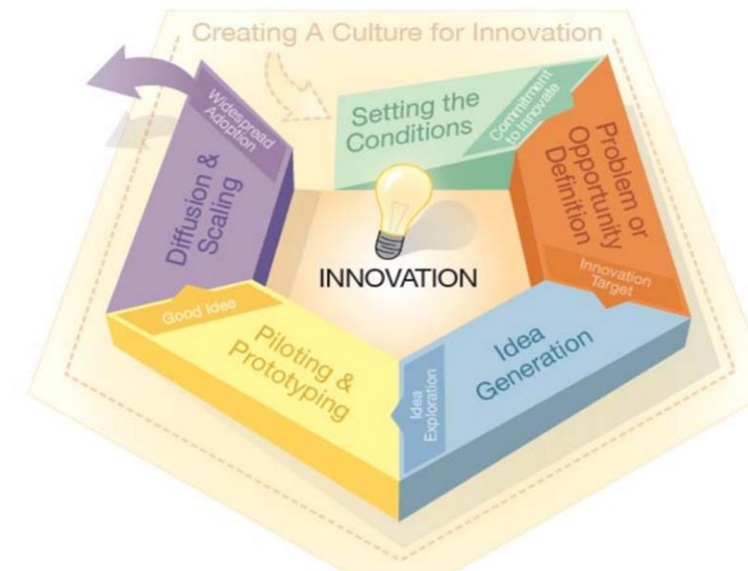 Creating A Culture for Innovation
Setting the
Conditions
Commitment
to Innovate
Problem or
Opportunity
Definition
Innovation
Target
Idea
Generation
Idea
Exploration
Piloting &
Prototyping
Good Idea
Diffusion &
Scaling
Widespread
Adoption
INNOVATION